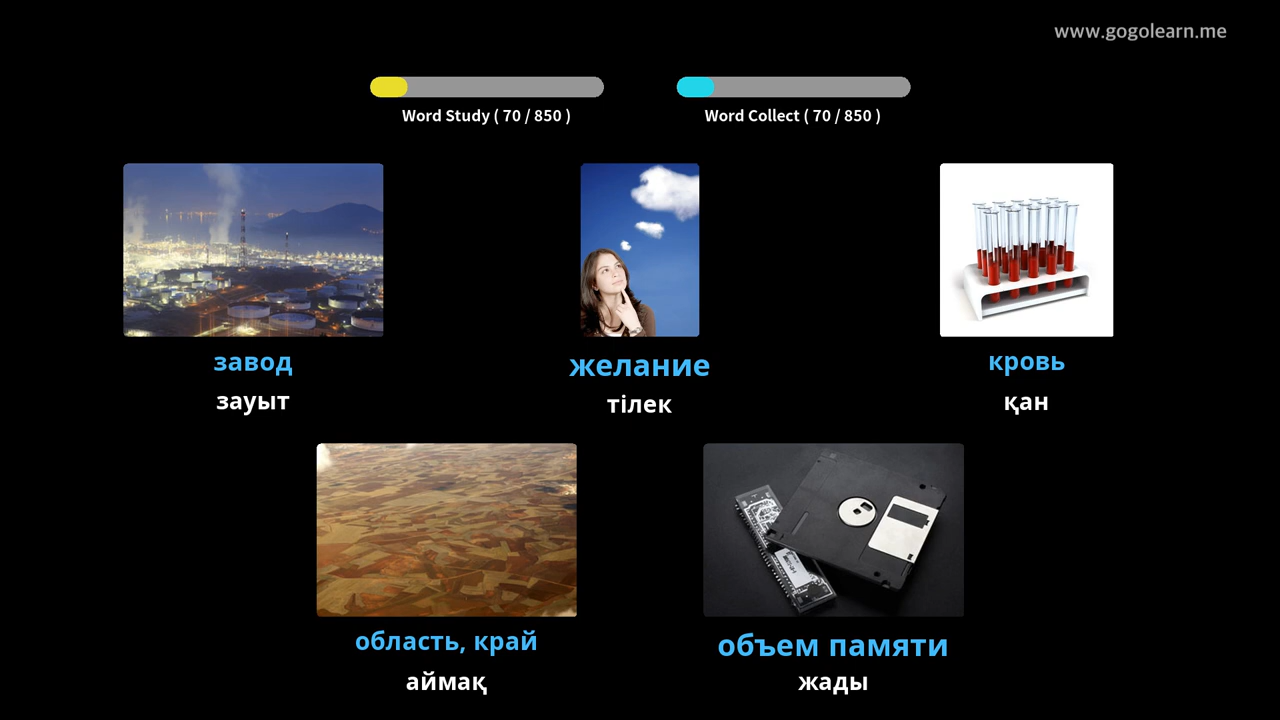 www.gogolearn.me
Word Study ( 70 / 850 )
Word Collect ( 70 / 850 )
завод
зауыт
желание
тілек
кровь
қан
область, край
аймақ
объем памяти
жады